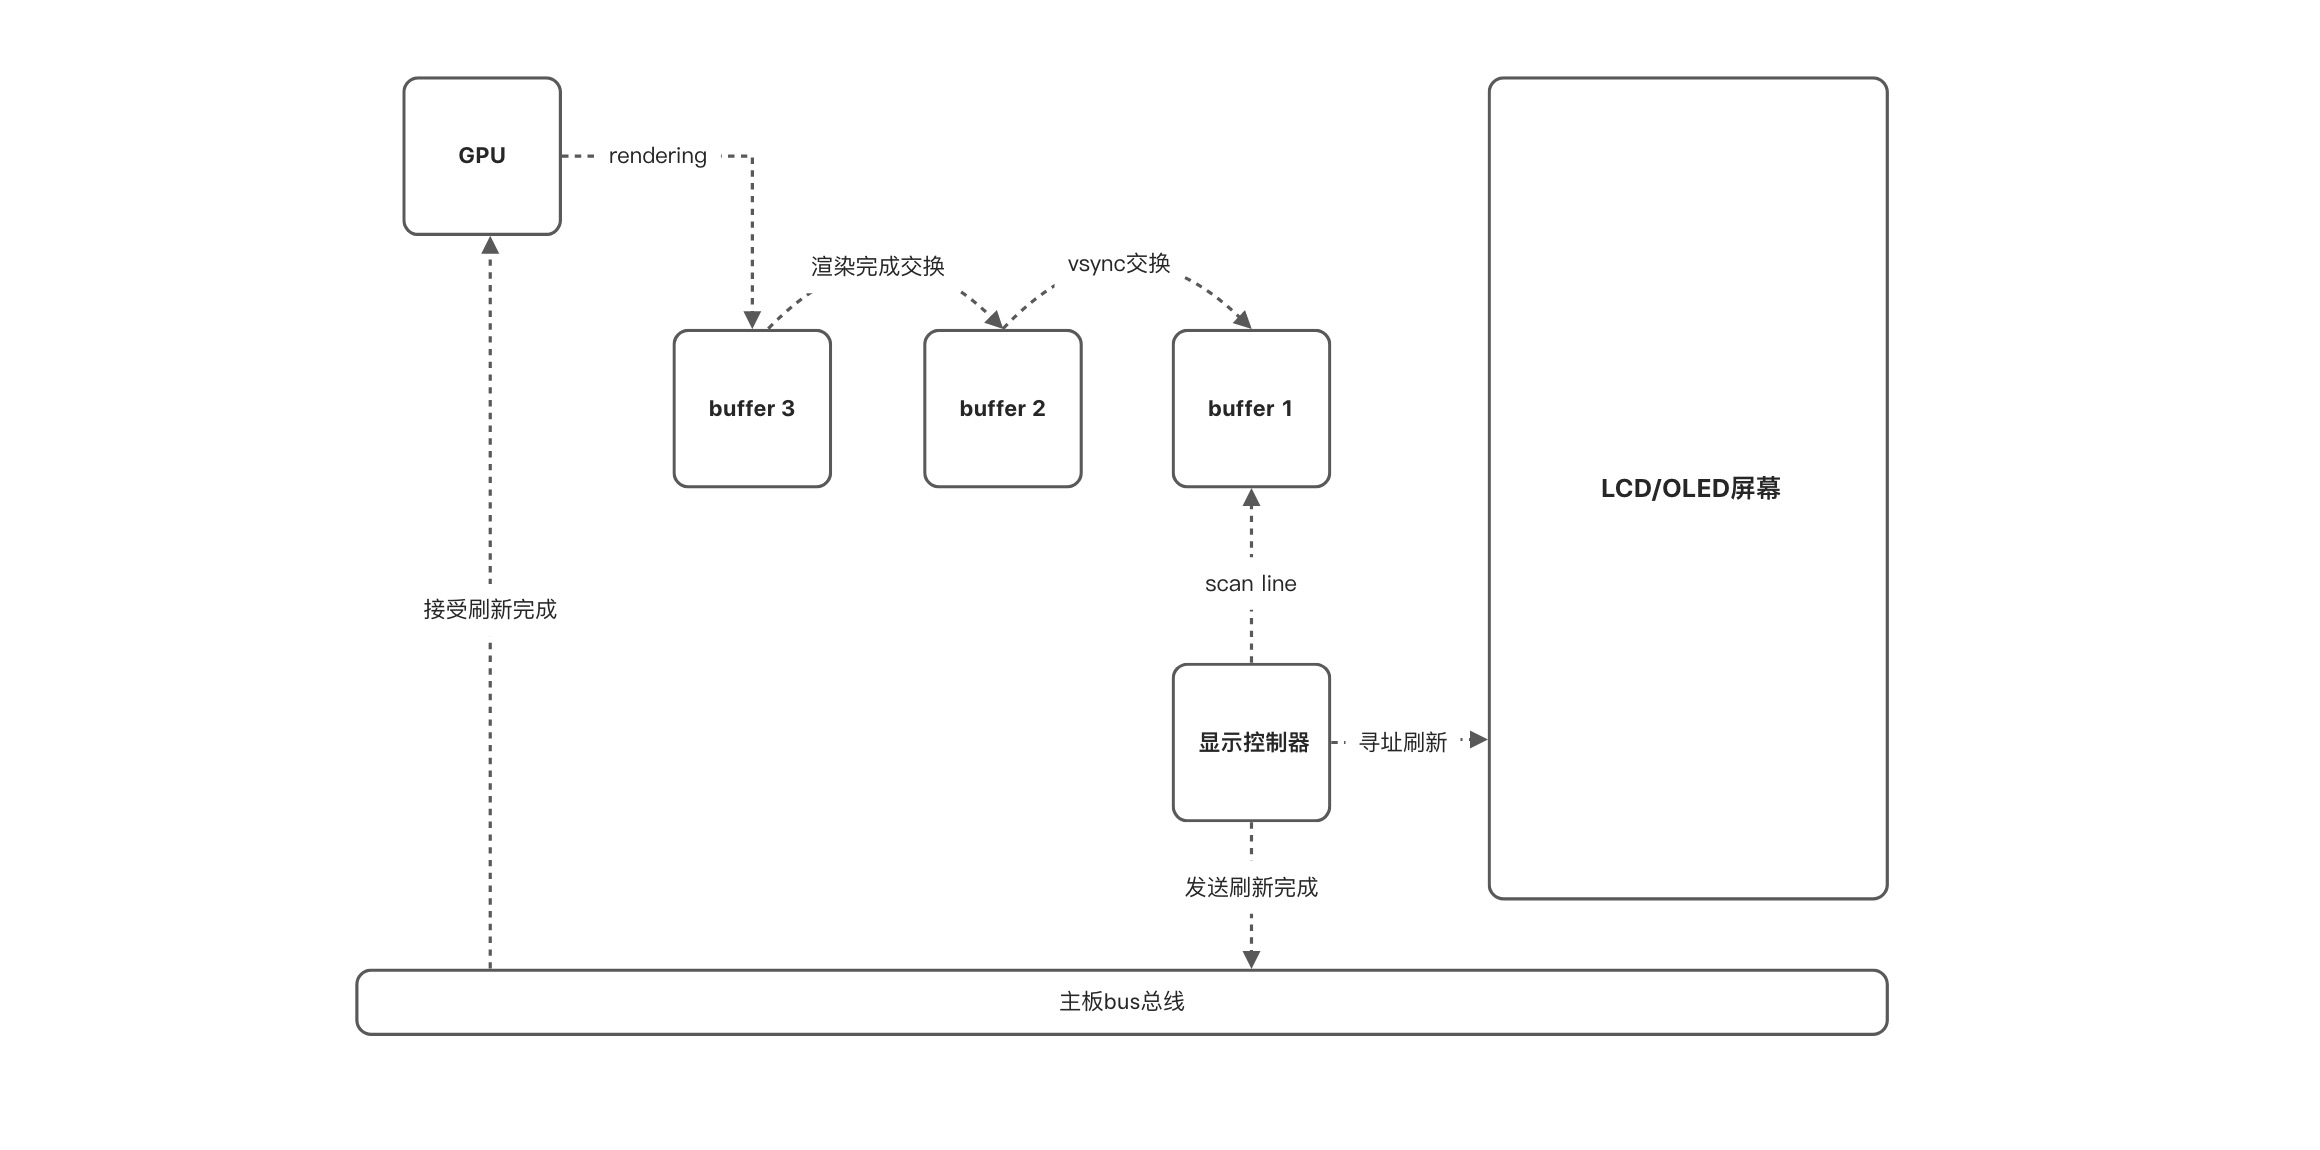 GPU
rendering
渲染完成交换
vsync交换
buffer 3
buffer 2
buffer 1
LCD/OLED屏幕
scan line
接受刷新完成
显示控制器
寻址刷新
发送刷新完成
主板bus总线